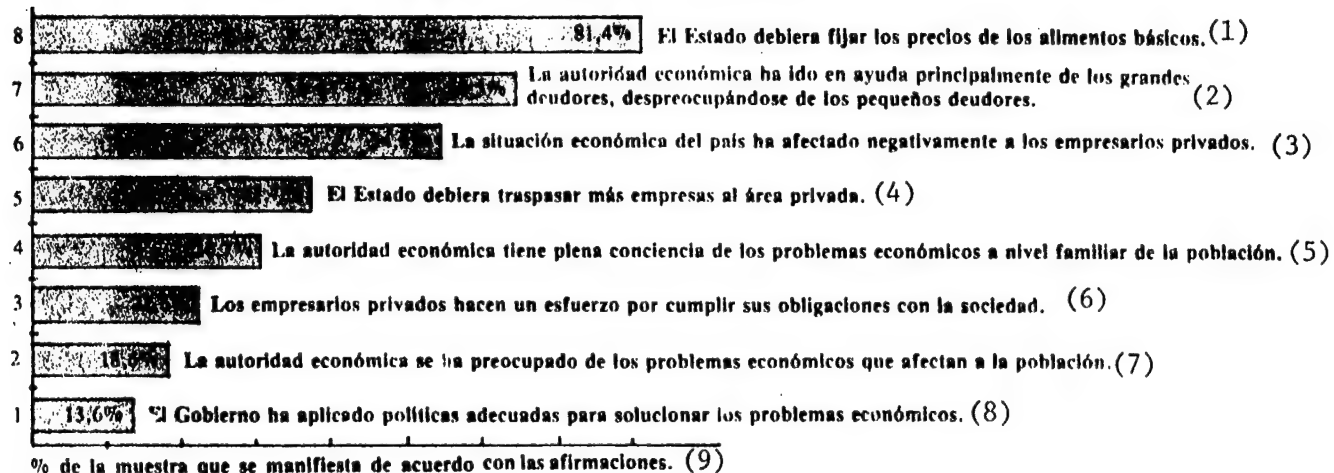 8 81,4% El Estado debiera fijar los precios de los alimentos básicos. (1)
7 % La autoridad económica ha ido en ayuda principalmente de los grandes
deudores, despreocupándose de los pequeños deudores. (2)
6 La situación económica del país ha afectado negativamente a los empresarios privados. (3)
5 El Estado debiera traspasar más empresas al área privada. (4)
4 La autoridad económica tiene plena conciencia de los problemas económicos a nivel familiar de la población. (5)
3 Los empresarios privados hacen un esfuerzo por cumplir sus obligaciones con la sociedad. (6)
2 La autoridad económica se ha preocupado de los problemas económicos que afectan a la población. (7)
1 13,6% El Gobierno ha aplicado políticas adecuadas para solucionar los problemas económicos. (8)
% de la muestra que se manifiesta de acuerdo con las afirmaciones. (9)